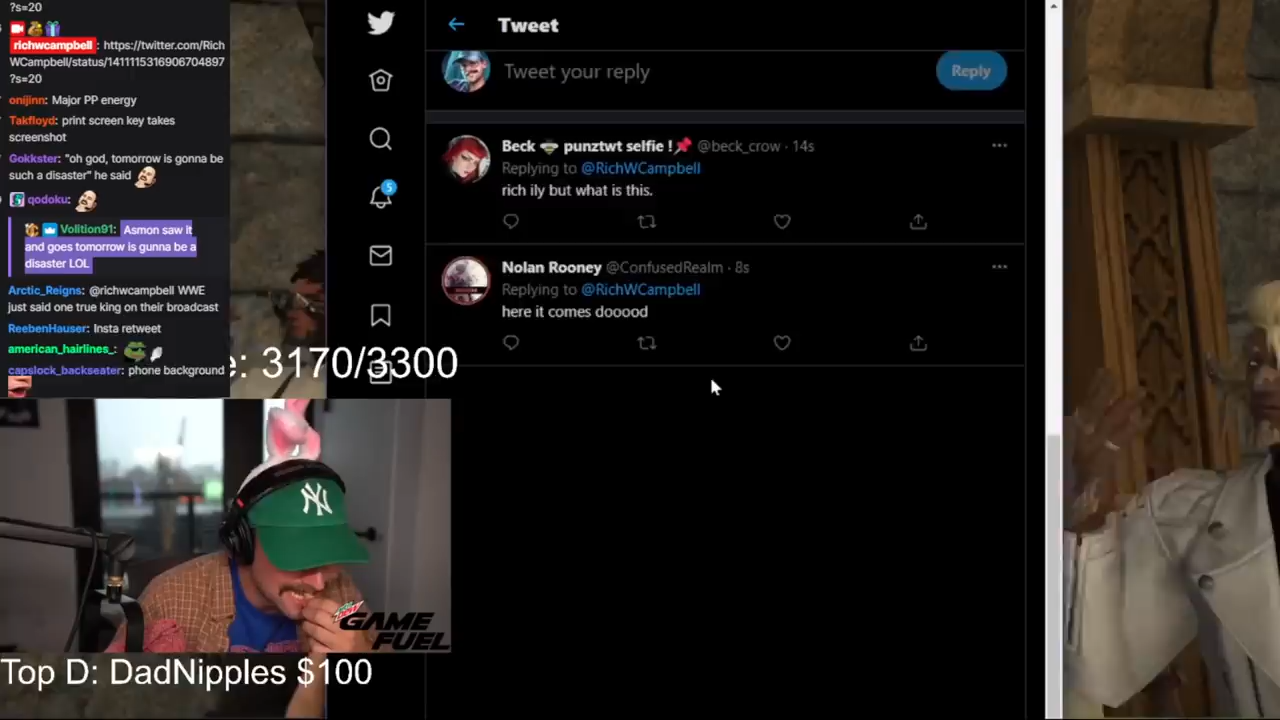 ?s=20
richwcampbell: https://twitter.com/Rich
WCampbell/status/1411115316906704897
?s=20
onijinn: Major PP energy
Takfloyd: print screen key takes
screenshot
Gokkster: "oh god, tomorrow is gonna be
such a disaster" he said
qodoku:
Volition91: Asmon saw it
and goes tomorrow is gunna be a
disaster LOL
Arctic_Reigns: @richwcampbell WWE
just said one true king on their broadcast
ReebenHauser: Insta retweet
american_hairlines_:
capslock_backseater: phone background
e: 3170/3300
NY
GAME
FUEL
Top D: DadNipples $100
5
Tweet
Tweet your reply
Reply
Beck punztwt selfie ! @beck_crow · 14s
Replying to @RichWCampbell
rich ily but what is this.
Nolan Rooney @ConfusedRealm · 8s
Replying to @RichWCampbell
here it comes dooood